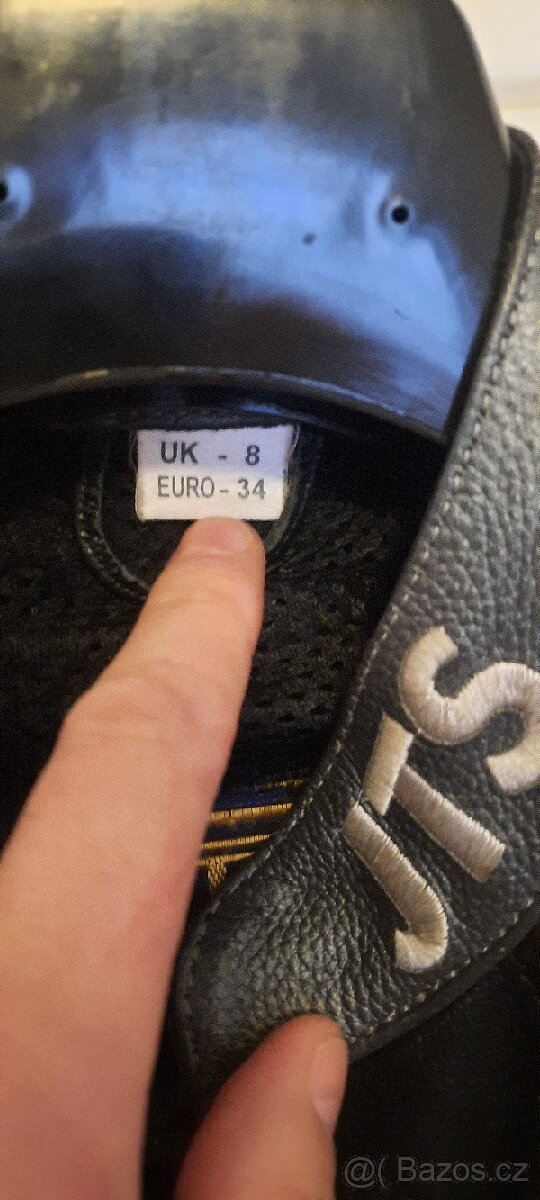 UK - 8
EURO - 34
JTS
@( Bazos.cz